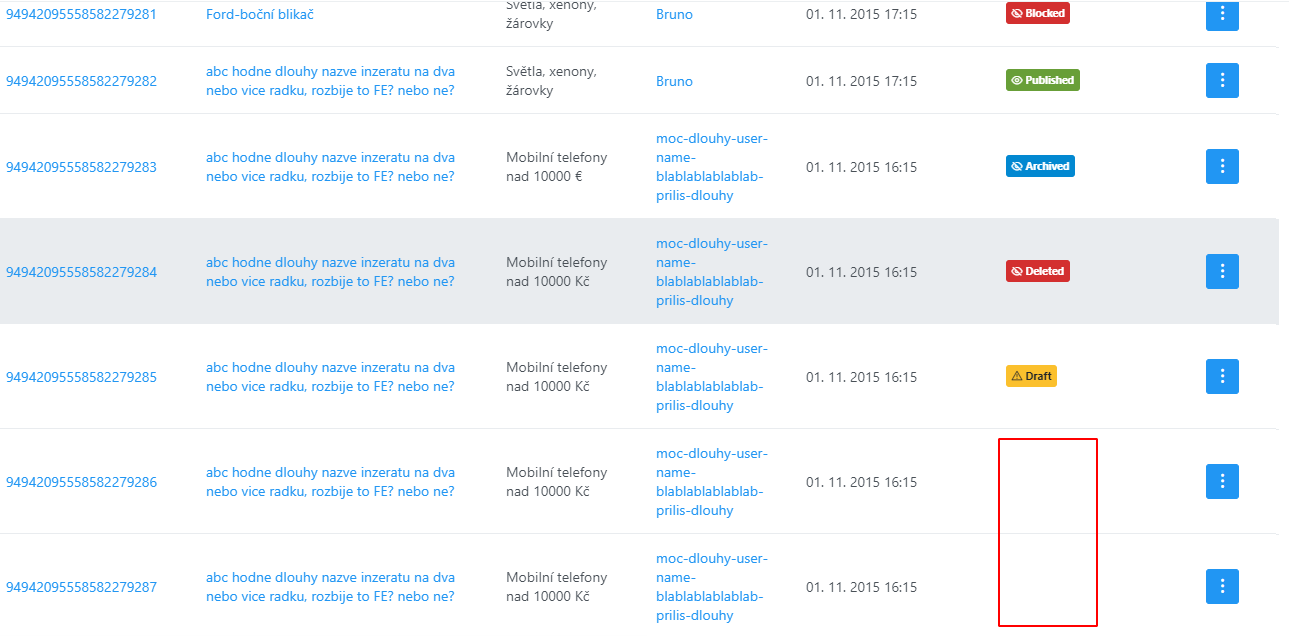 94942095558582279281 Ford-boční blikač Světla, xenony, žárovky Bruno 01. 11. 2015 17:15 Blocked
94942095558582279282 abc hodne dlouhy nazve inzeratu na dva nebo vice radku, rozbije to FE? nebo ne? Světla, xenony, žárovky Bruno 01. 11. 2015 17:15 Published
94942095558582279283 abc hodne dlouhy nazve inzeratu na dva nebo vice radku, rozbije to FE? nebo ne? Mobilní telefony nad 10000 € moc-dlouhy-user-name-blablablablablab-prilis-dlouhy 01. 11. 2015 16:15 Archived
94942095558582279284 abc hodne dlouhy nazve inzeratu na dva nebo vice radku, rozbije to FE? nebo ne? Mobilní telefony nad 10000 Kč moc-dlouhy-user-name-blablablablablab-prilis-dlouhy 01. 11. 2015 16:15 Deleted
94942095558582279285 abc hodne dlouhy nazve inzeratu na dva nebo vice radku, rozbije to FE? nebo ne? Mobilní telefony nad 10000 Kč moc-dlouhy-user-name-blablablablablab-prilis-dlouhy 01. 11. 2015 16:15 Draft
94942095558582279286 abc hodne dlouhy nazve inzeratu na dva nebo vice radku, rozbije to FE? nebo ne? Mobilní telefony nad 10000 Kč moc-dlouhy-user-name-blablablablablab-prilis-dlouhy 01. 11. 2015 16:15
94942095558582279287 abc hodne dlouhy nazve inzeratu na dva nebo vice radku, rozbije to FE? nebo ne? Mobilní telefony nad 10000 Kč moc-dlouhy-user-name-blablablablablab-prilis-dlouhy 01. 11. 2015 16:15